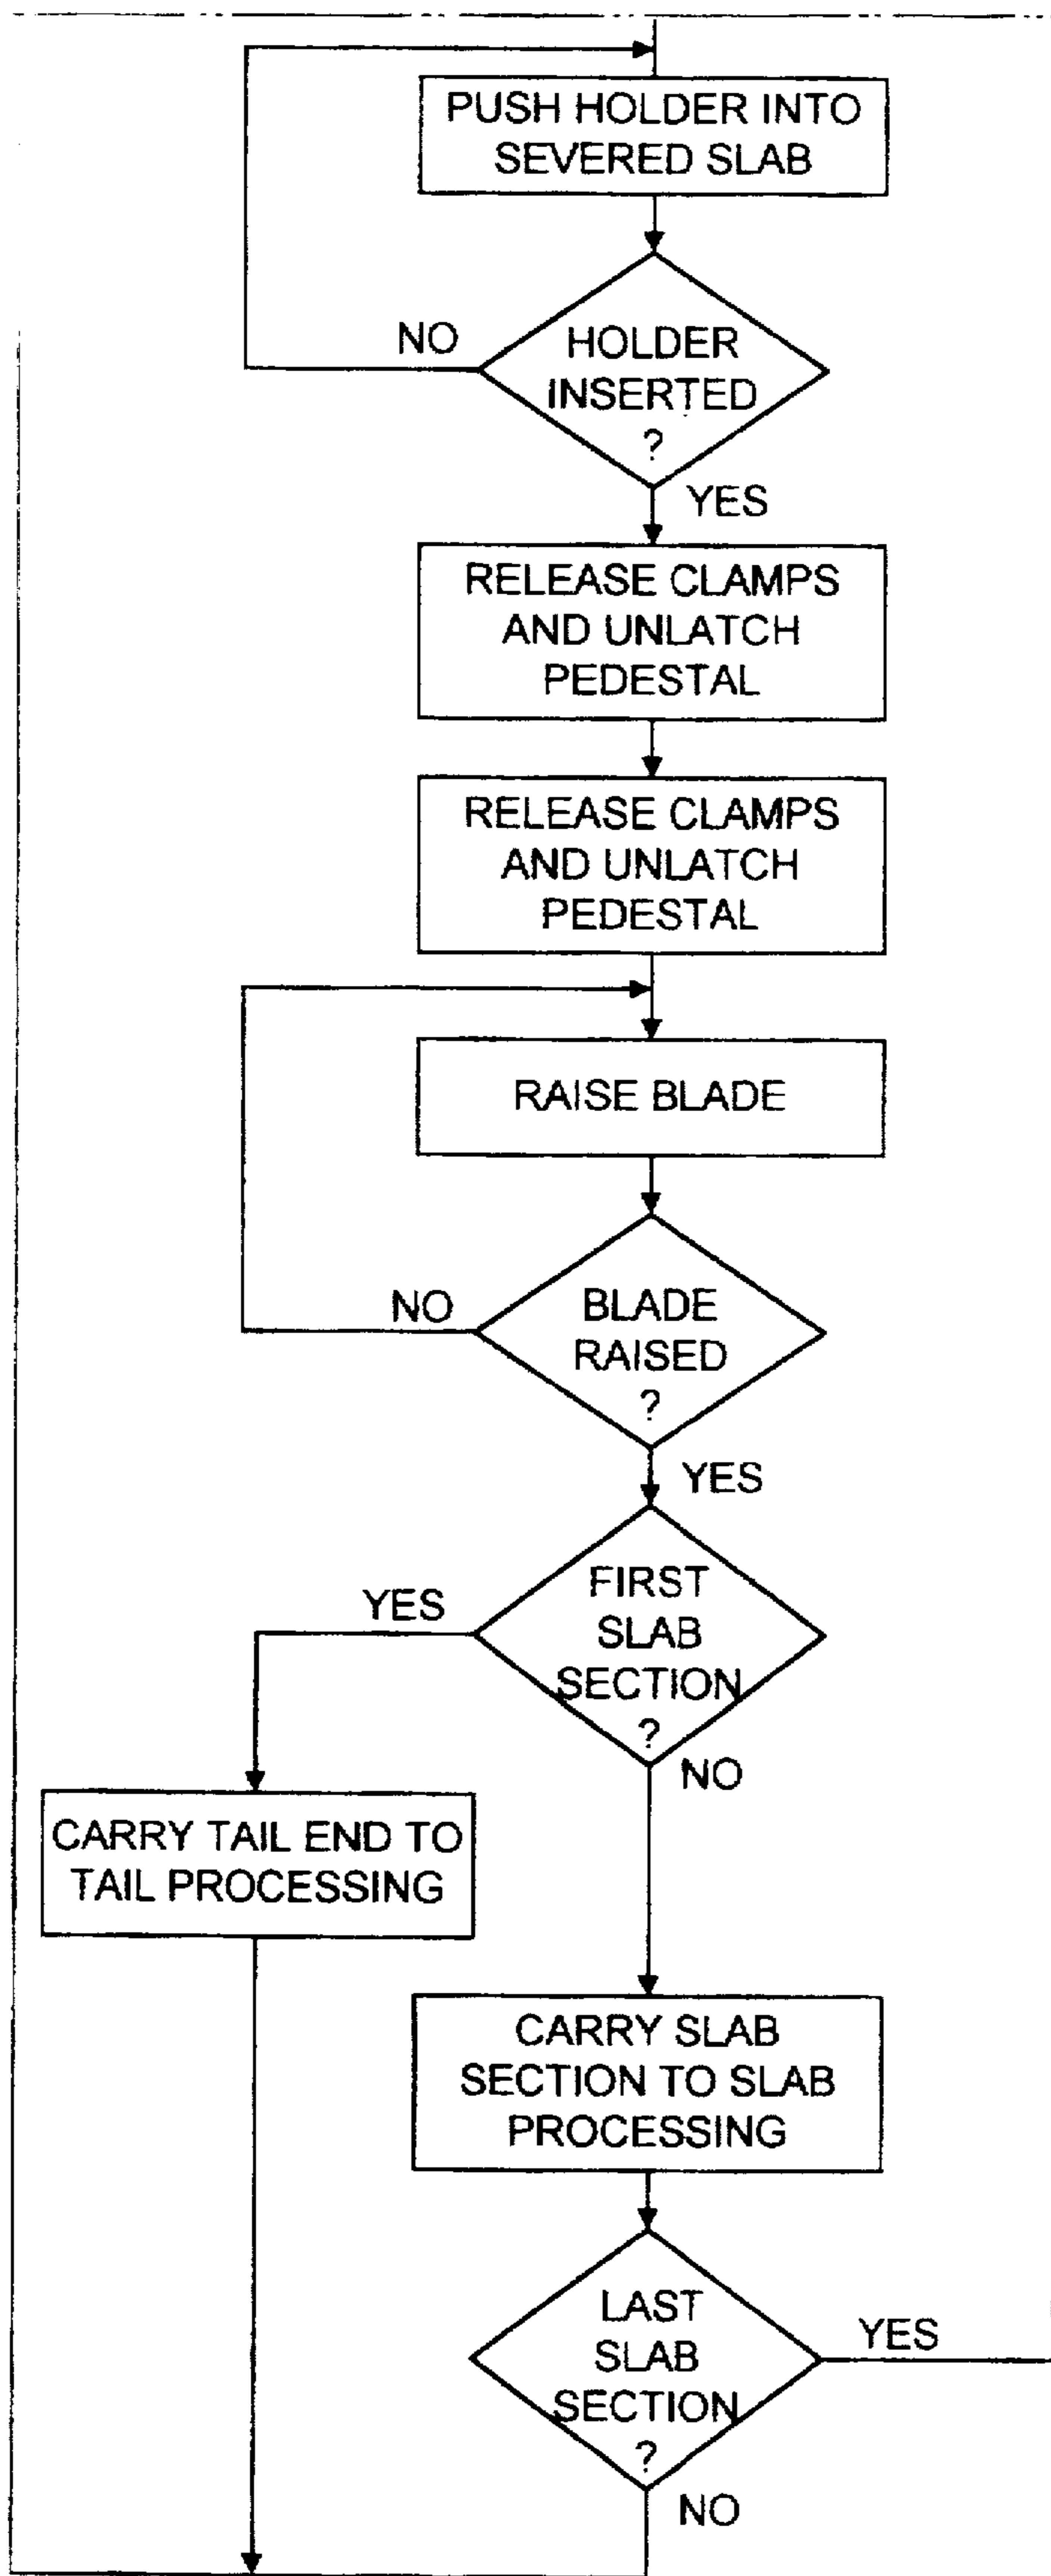 PUSH HOLDER INTO
SEVERED SLAB
NO
HOLDER
INSERTED
?
YES
RELEASE CLAMPS
AND UNLATCH
PEDESTAL
RELEASE CLAMPS
AND UNLATCH
PEDESTAL
RAISE BLADE
NO
BLADE
RAISED
?
YES
YES
FIRST
SLAB
SECTION
?
NO
CARRY TAIL END TO
TAIL PROCESSING
CARRY SLAB
SECTION TO SLAB
PROCESSING
LAST
SLAB
SECTION
?
YES
NO